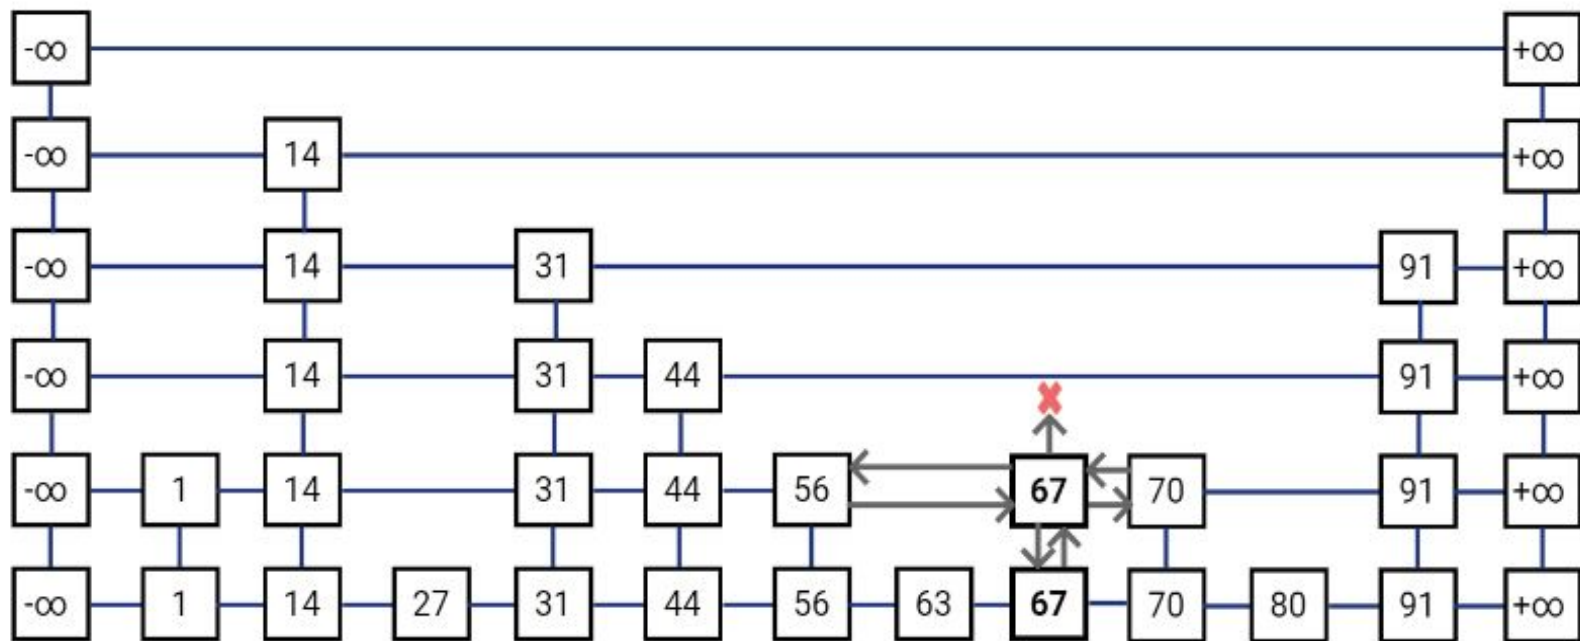 -∞ +∞
-∞ 14 +∞
-∞ 14 31 91 +∞
-∞ 14 31 44 91 +∞
-∞ 1 14 31 44 56 67 70 91 +∞
-∞ 1 14 27 31 44 56 63 67 70 80 91 +∞